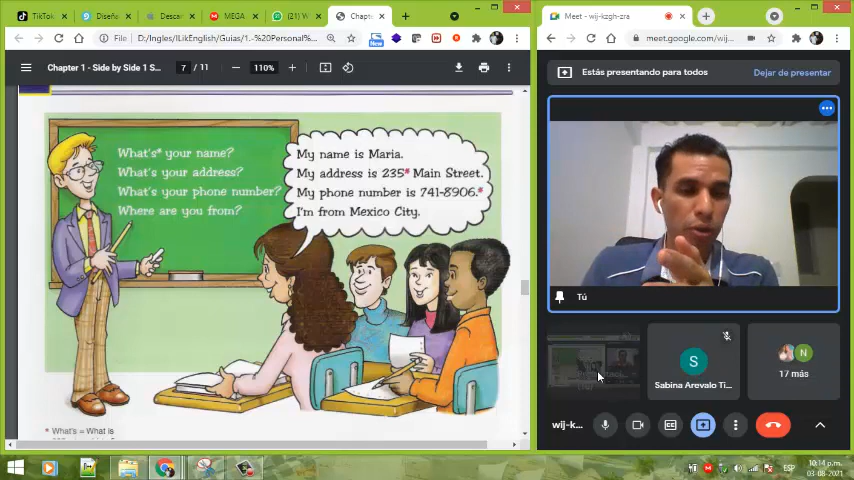 TikTok
Diseña
Descar
MEGA
(21) W
Chapte
D:/Ingles/ILikEnglish/Guias/1.-%20Personal...
New
Chapter 1 - Side by Side 1 S...
7 / 11
110%
What's* your name?
What's your address?
What's your phone number?
Where are you from?
My name is Maria.
My address is 235* Main Street.
My phone number is 741-8906.*
I'm from Mexico City.
* What's = What is
Meet – wij-kzgh-zra
meet.google.com/wij...
Estás presentando para todos
Dejar de presentar
Tú
S
Sabina Arevalo Ti...
N
17 más
wij-k...
ESP
10:14 p.m.
03-08-2021